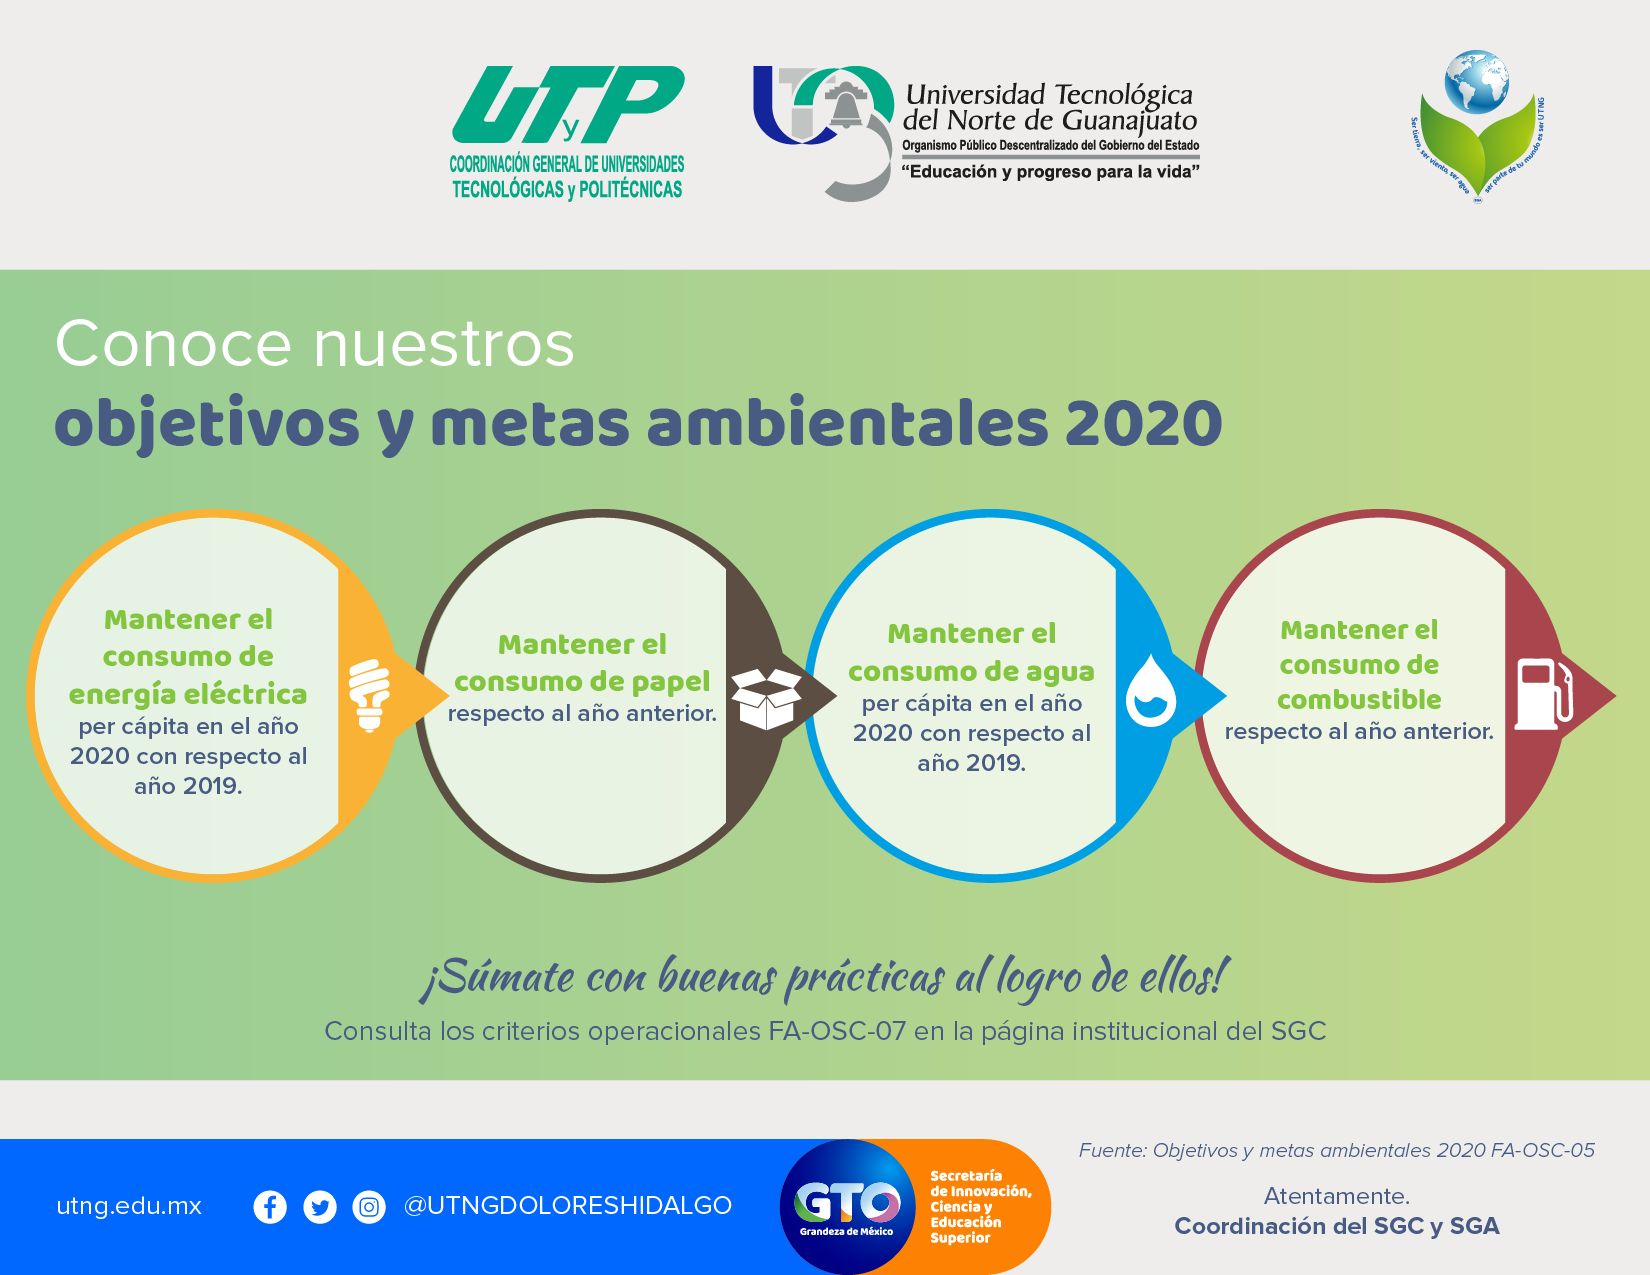 UTyP
COORDINACIÓN GENERAL DE UNIVERSIDADES
TECNOLÓGICAS y POLITÉCNICAS
Universidad Tecnológica
del Norte de Guanajuato
Organismo Público Descentralizado del Gobierno del Estado
“Educación y progreso para la vida”
Ser tierra, ser viento, ser agua
ser parte de tu mundo es ser UTNG
SGA
Conoce nuestros
objetivos y metas ambientales 2020
Mantener el
consumo de
energía eléctrica
per cápita en el año
2020 con respecto al
año 2019.
Mantener el
consumo de papel
respecto al año anterior.
Mantener el
consumo de agua
per cápita en el año
2020 con respecto al
año 2019.
Mantener el
consumo de
combustible
respecto al año anterior.
¡Súmate con buenas prácticas al logro de ellos!
Consulta los criterios operacionales FA-OSC-07 en la página institucional del SGC
Fuente: Objetivos y metas ambientales 2020 FA-OSC-05
Atentamente.
Coordinación del SGC y SGA
utng.edu.mx
@UTNGDOLORESHIDALGO
GTO
Grandeza de México
Secretaría
de Innovación,
Ciencia y
Educación
Superior